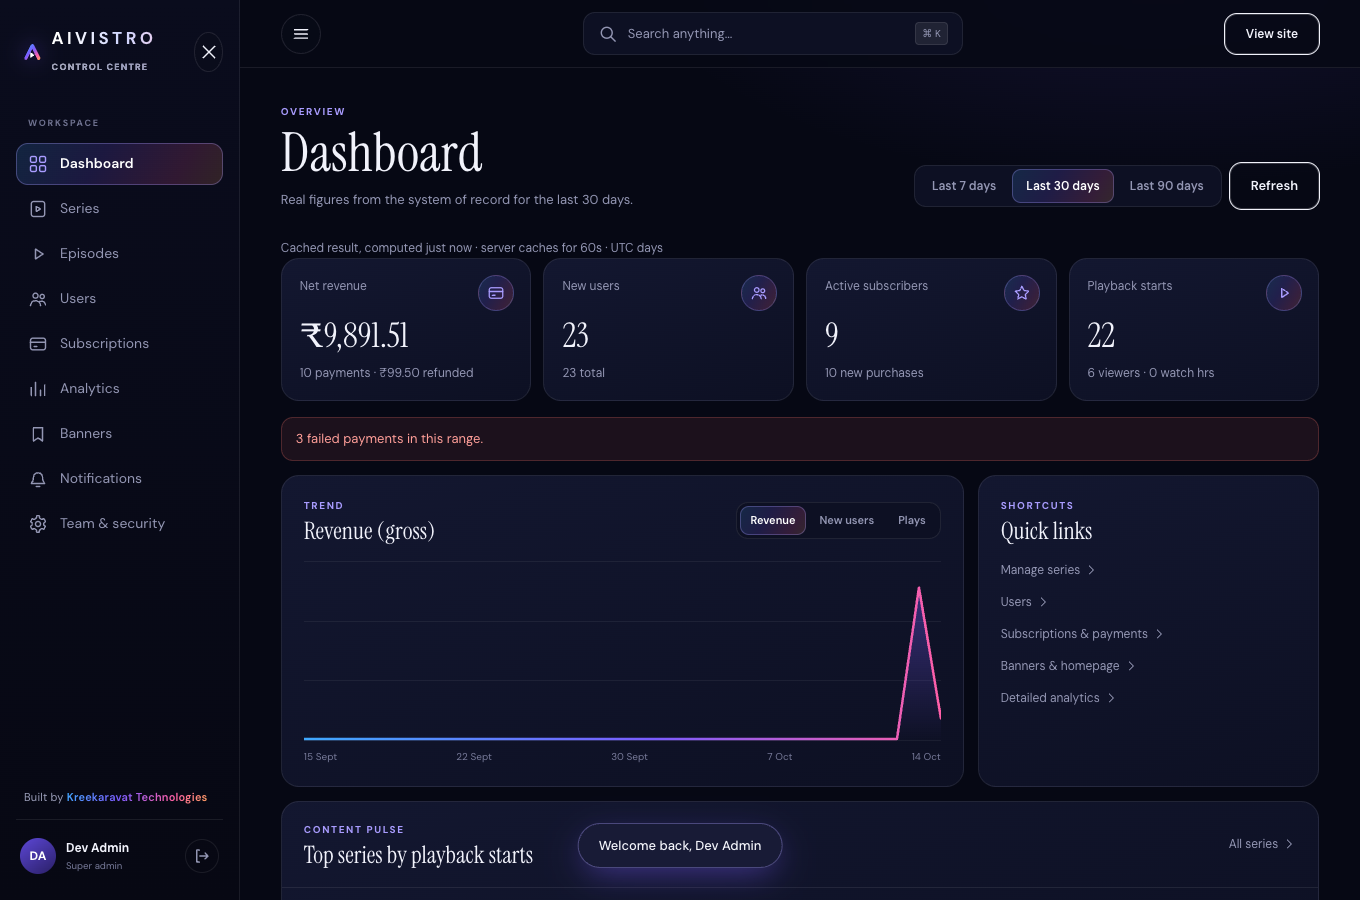 AIVISTRO
CONTROL CENTRE
Search anything...
⌘ K
View site
WORKSPACE
Dashboard
Series
Episodes
Users
Subscriptions
Analytics
Banners
Notifications
Team & security
Built by Kreekaravat Technologies
DA
Dev Admin
Super admin
OVERVIEW
Dashboard
Real figures from the system of record for the last 30 days.
Last 7 days
Last 30 days
Last 90 days
Refresh
Cached result, computed just now · server caches for 60s · UTC days
Net revenue
₹9,891.51
10 payments · ₹99.50 refunded
New users
23
23 total
Active subscribers
9
10 new purchases
Playback starts
22
6 viewers · 0 watch hrs
3 failed payments in this range.
TREND
Revenue (gross)
Revenue
New users
Plays
15 Sept
22 Sept
30 Sept
7 Oct
14 Oct
SHORTCUTS
Quick links
Manage series
Users
Subscriptions & payments
Banners & homepage
Detailed analytics
CONTENT PULSE
Top series by playback starts
Welcome back, Dev Admin
All series